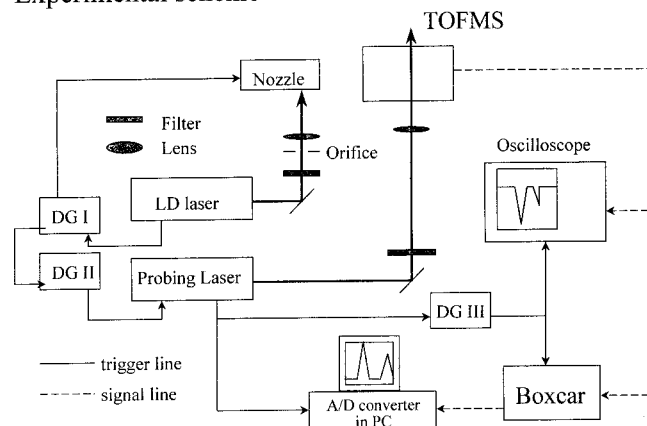 Experimental scheme
TOFMS
Nozzle
Filter
Lens
Orifice
Oscilloscope
LD laser
DG I
DG II
Probing Laser
DG III
trigger line
signal line
Boxcar
A/D converter
in PC